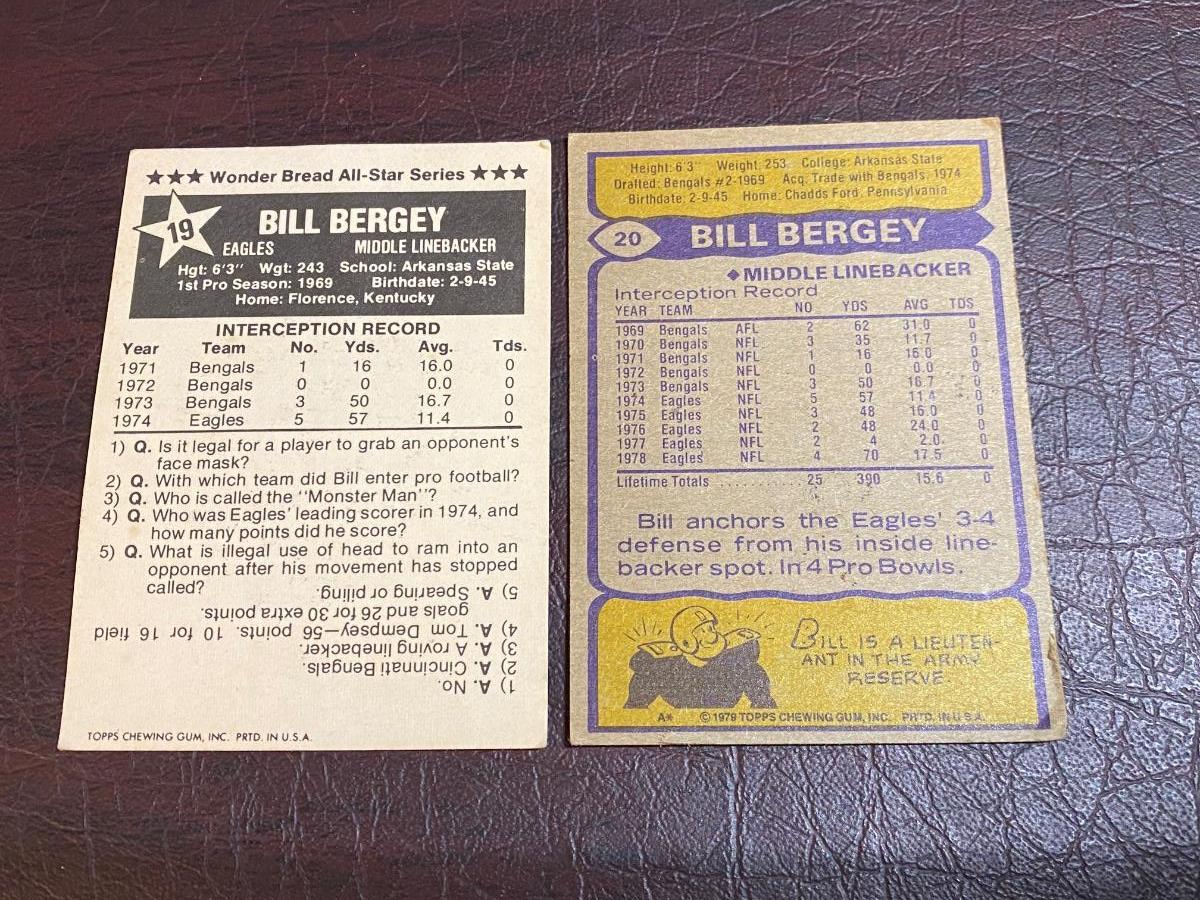 ★★★ Wonder Bread All-Star Series ★★★
19
BILL BERGEY
EAGLES MIDDLE LINEBACKER
Hgt: 6'3" Wgt: 243 School: Arkansas State
1st Pro Season: 1969 Birthdate: 2-9-45
Home: Florence, Kentucky
INTERCEPTION RECORD
Year Team No. Yds. Avg. Tds.
1971 Bengals 1 16 16.0 0
1972 Bengals 0 0 0.0 0
1973 Bengals 3 50 16.7 0
1974 Eagles 5 57 11.4 0
1) Q. Is it legal for a player to grab an opponent's
face mask?
2) Q. With which team did Bill enter pro football?
3) Q. Who is called the "Monster Man"?
4) Q. Who was Eagles' leading scorer in 1974, and
how many points did he score?
5) Q. What is illegal use of head to ram into an
opponent after his movement has stopped
called?
1) A. No.
2) A. Cincinnati Bengals.
3) A. A roving linebacker.
4) A. Tom Dempsey—56 points. 10 for 16 field
goals and 26 for 30 extra points.
5) A. Spearing or piling.
TOPPS CHEWING GUM, INC. PRTD. IN U.S.A.
Height: 6'3" Weight: 253 College: Arkansas State
Drafted: Bengals #2-1969 Acq. Trade with Bengals, 1974
Birthdate: 2-9-45 Home: Chadds Ford, Pennsylvania
20 BILL BERGEY
◆MIDDLE LINEBACKER
Interception Record
YEAR TEAM NO YDS AVG TDS
1969 Bengals AFL 2 62 31.0 0
1970 Bengals NFL 3 35 11.7 0
1971 Bengals NFL 1 16 16.0 0
1972 Bengals NFL 0 0 0.0 0
1973 Bengals NFL 3 50 16.7 0
1974 Eagles NFL 5 57 11.4 0
1975 Eagles NFL 3 48 16.0 0
1976 Eagles NFL 2 48 24.0 0
1977 Eagles NFL 2 4 2.0 0
1978 Eagles NFL 4 70 17.5 0
Lifetime Totals .......... 25 390 15.6 0
Bill anchors the Eagles' 3-4
defense from his inside line-
backer spot. In 4 Pro Bowls.
BILL IS A LIEUTEN-
ANT IN THE ARMY
RESERVE.
A* © 1979 TOPPS CHEWING GUM, INC. PRTD. IN U.S.A.